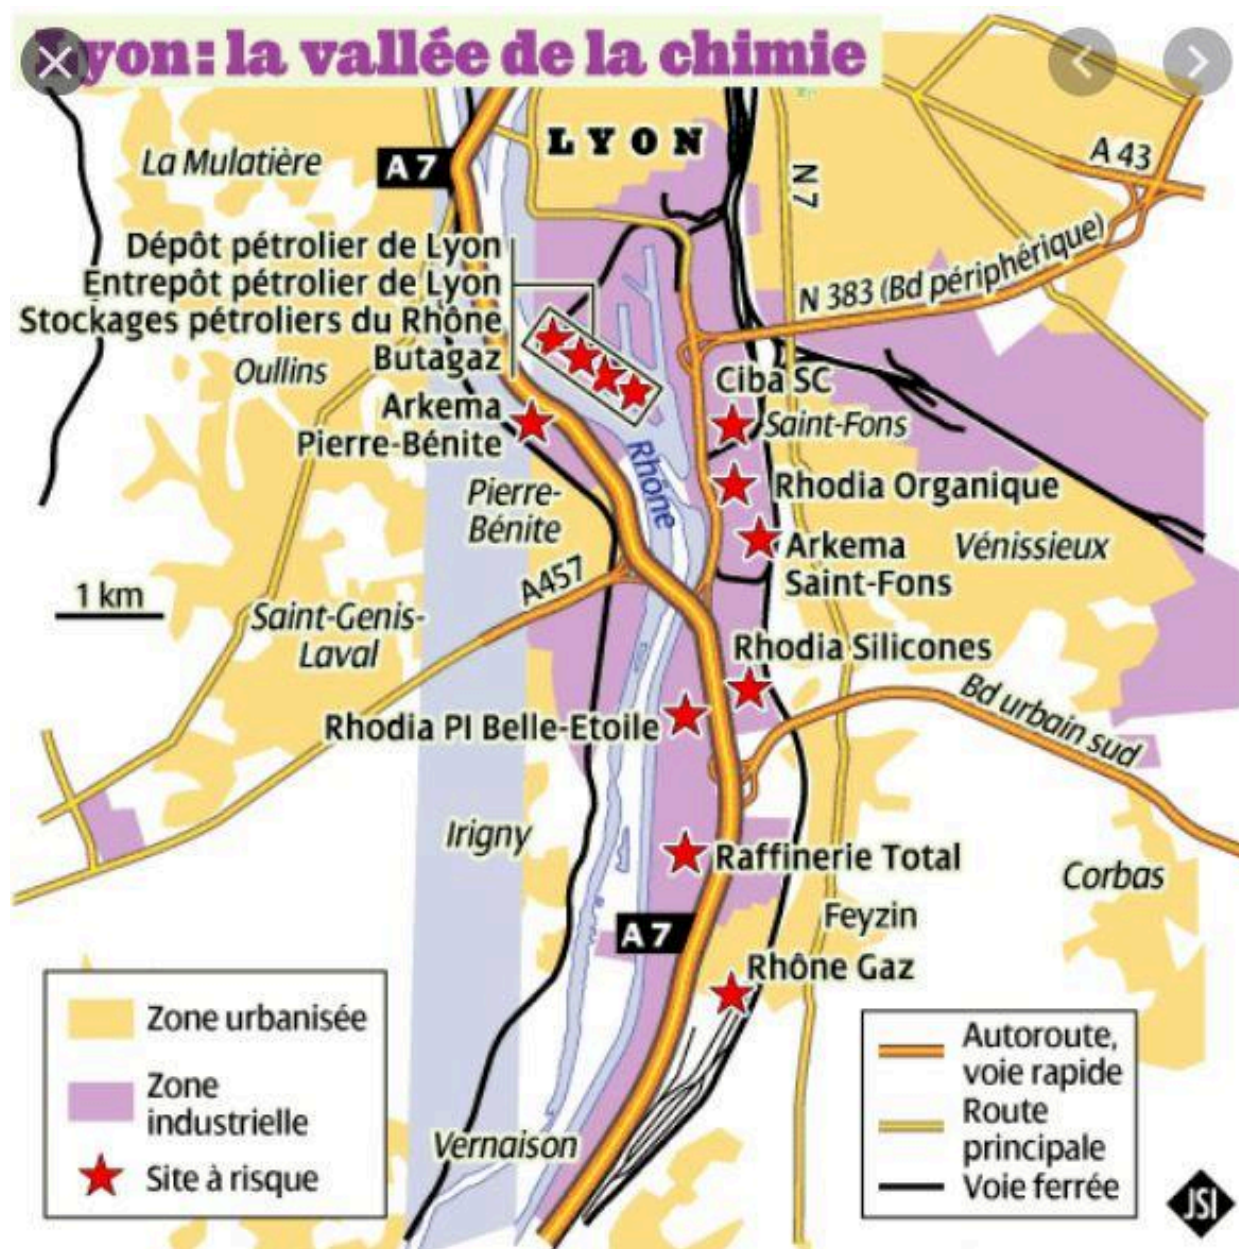 Lyon: la vallée de la chimie
LYON
La Mulatière
A 7
N 7
A 43
N 383 (Bd périphérique)
Dépôt pétrolier de Lyon
Entrepôt pétrolier de Lyon
Stockages pétroliers du Rhône
Butagaz
Oullins
Arkema
Pierre-Bénite
Ciba SC
Saint-Fons
Rhône
Pierre-
Bénite
Rhodia Organique
Arkema
Saint-Fons
Vénissieux
A457
1 km
Saint-Genis-
Laval
Rhodia Silicones
Bd urbain sud
Rhodia PI Belle-Etoile
Irigny
Raffinerie Total
Corbas
Feyzin
A 7
Rhône Gaz
Vernaison
Zone urbanisée
Zone
industrielle
Site à risque
Autoroute,
voie rapide
Route
principale
Voie ferrée
JSI